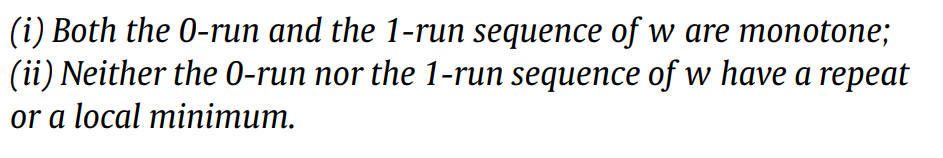 (i) Both the 0-run and the 1-run sequence of w are monotone;
(ii) Neither the 0-run nor the 1-run sequence of w have a repeat
or a local minimum.